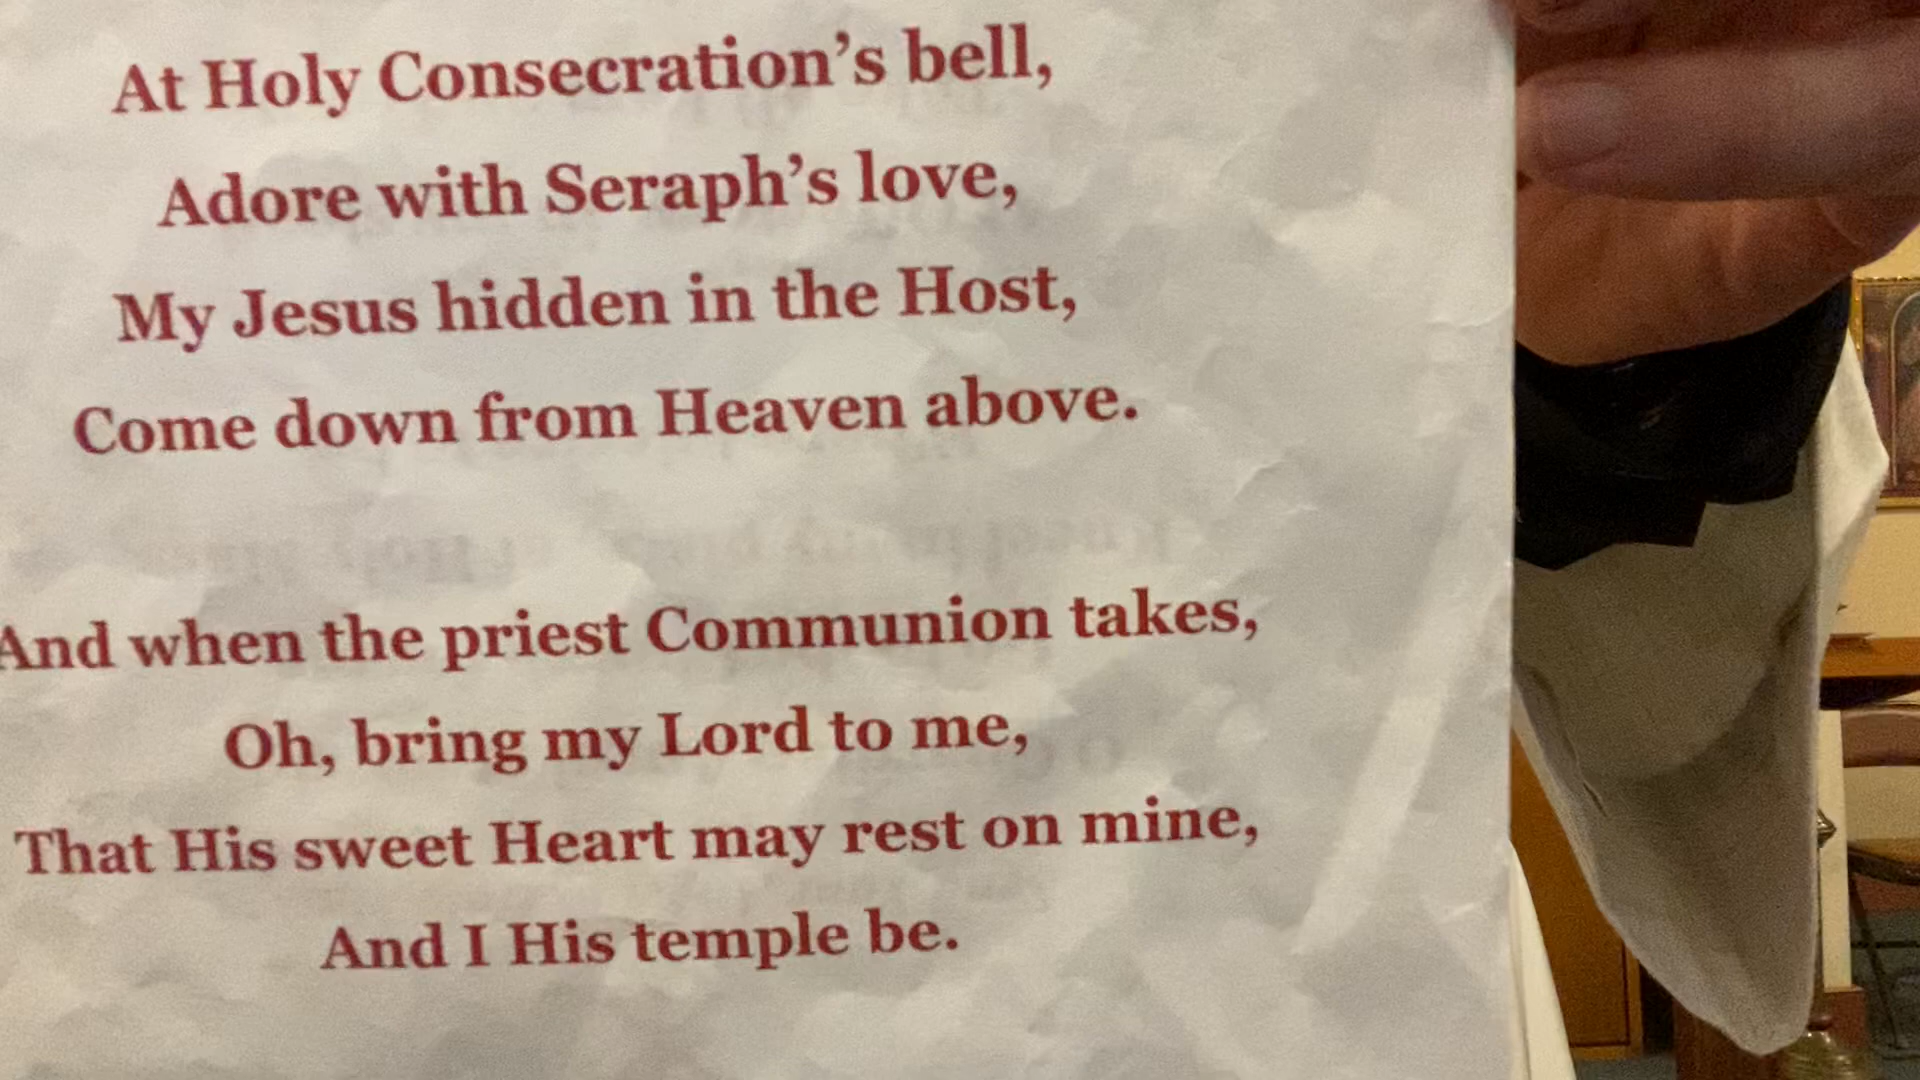 At Holy Consecration’s bell,
Adore with Seraph’s love,
My Jesus hidden in the Host,
Come down from Heaven above.
And when the priest Communion takes,
Oh, bring my Lord to me,
That His sweet Heart may rest on mine,
And I His temple be.